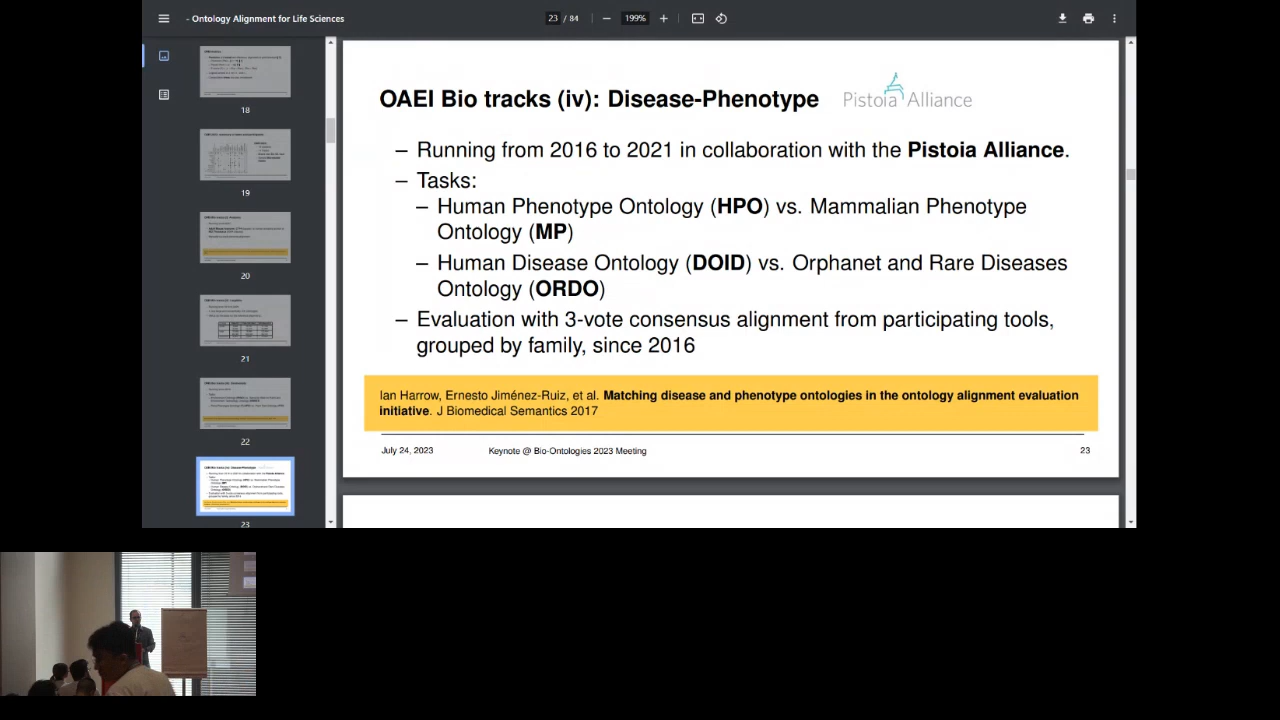 - Ontology Alignment for Life Sciences
23 / 84
199%
18
19
20
21
22
23
OAEI Bio tracks (iv): Disease-Phenotype
Pistoia Alliance
– Running from 2016 to 2021 in collaboration with the Pistoia Alliance.
– Tasks:
– Human Phenotype Ontology (HPO) vs. Mammalian Phenotype
Ontology (MP)
– Human Disease Ontology (DOID) vs. Orphanet and Rare Diseases
Ontology (ORDO)
– Evaluation with 3-vote consensus alignment from participating tools,
grouped by family, since 2016
Ian Harrow, Ernesto Jiménez-Ruiz, et al. Matching disease and phenotype ontologies in the ontology alignment evaluation
initiative. J Biomedical Semantics 2017
July 24, 2023
Keynote @ Bio-Ontologies 2023 Meeting
23